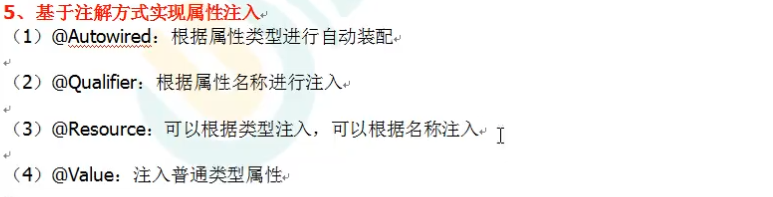 5、基于注解方式实现属性注入
（1）@Autowired：根据属性类型进行自动装配
（2）@Qualifier：根据属性名称进行注入
（3）@Resource：可以根据类型注入，可以根据名称注入
（4）@Value：注入普通类型属性